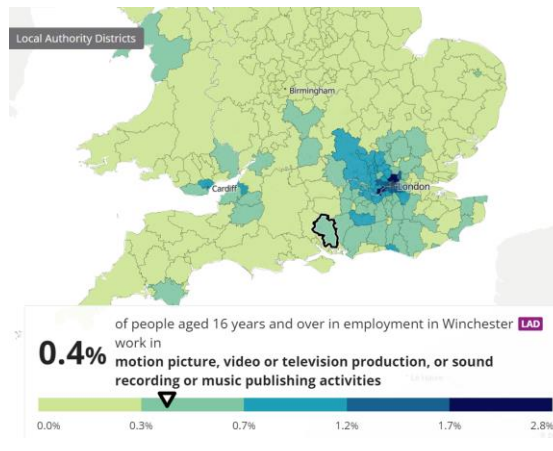 Local Authority Districts
Birmingham
Cardiff
London
of people aged 16 years and over in employment in Winchester LAD
work in
0.4%
motion picture, video or television production, or sound
recording or music publishing activities
0.0% 0.3% 0.7% 1.2% 1.7% 2.8%